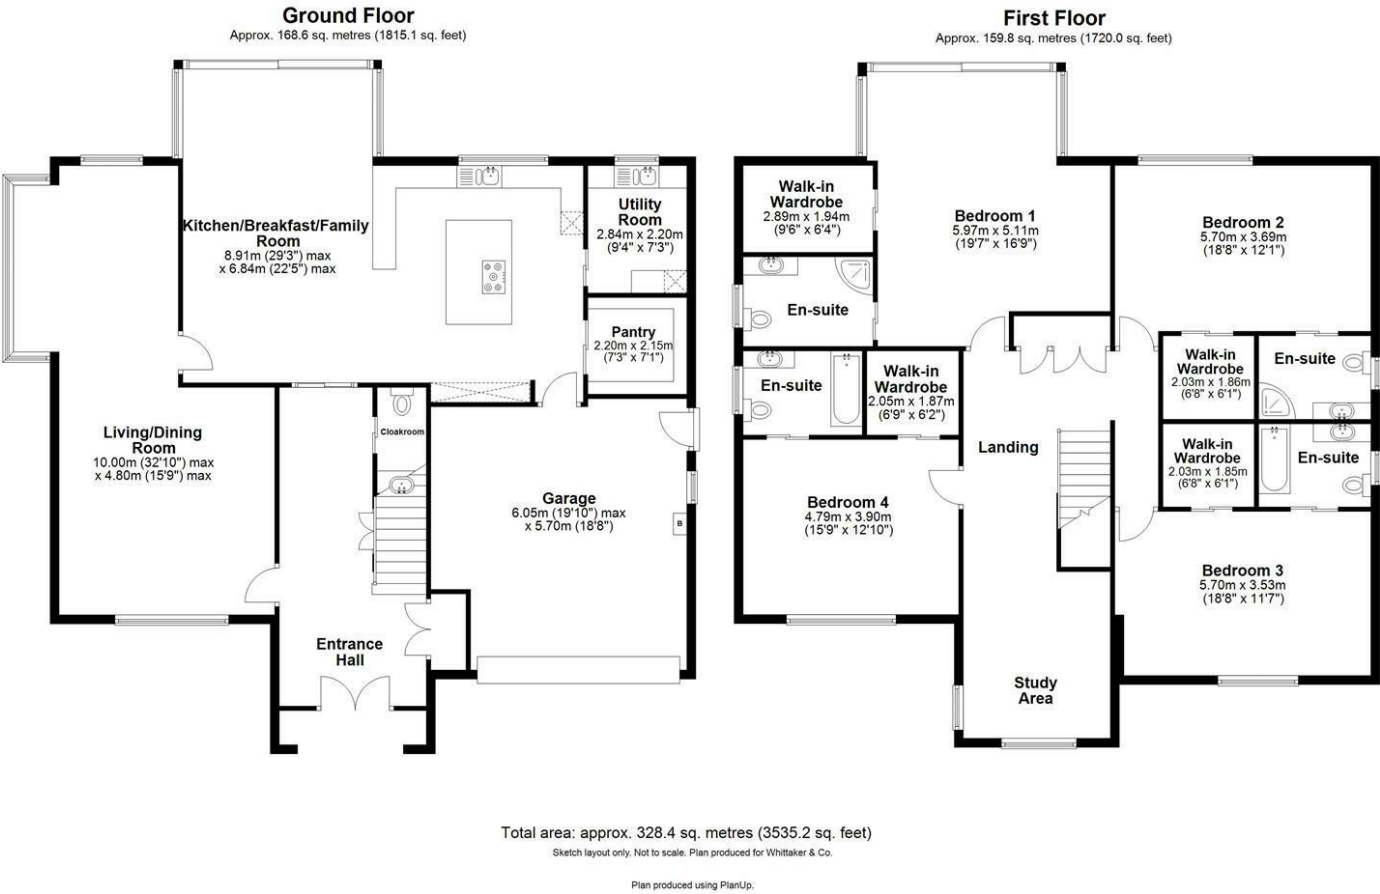 Ground Floor
Approx. 168.6 sq. metres (1815.1 sq. feet)
Kitchen/Breakfast/Family
Room
8.91m (29'3") max
x 6.84m (22'5") max
Utility
Room
2.84m x 2.20m
(9'4" x 7'3")
Pantry
2.20m x 2.15m
(7'3" x 7'1")
Living/Dining
Room
10.00m (32'10") max
x 4.80m (15'9") max
Cloakroom
Garage
6.05m (19'10") max
x 5.70m (18'8")
B
Entrance
Hall
First Floor
Approx. 159.8 sq. metres (1720.0 sq. feet)
Walk-in
Wardrobe
2.89m x 1.94m
(9'6" x 6'4")
Bedroom 1
5.97m x 5.11m
(19'7" x 16'9")
Bedroom 2
5.70m x 3.69m
(18'8" x 12'1")
En-suite
En-suite
Walk-in
Wardrobe
2.05m x 1.87m
(6'9" x 6'2")
Walk-in
Wardrobe
2.03m x 1.86m
(6'8" x 6'1")
En-suite
Landing
Walk-in
Wardrobe
2.03m x 1.85m
(6'8" x 6'1")
En-suite
Bedroom 4
4.79m x 3.90m
(15'9" x 12'10")
Bedroom 3
5.70m x 3.53m
(18'8" x 11'7")
Study
Area
Total area: approx. 328.4 sq. metres (3535.2 sq. feet)
Sketch layout only. Not to scale. Plan produced for Whittaker & Co.
Plan produced using PlanUp.